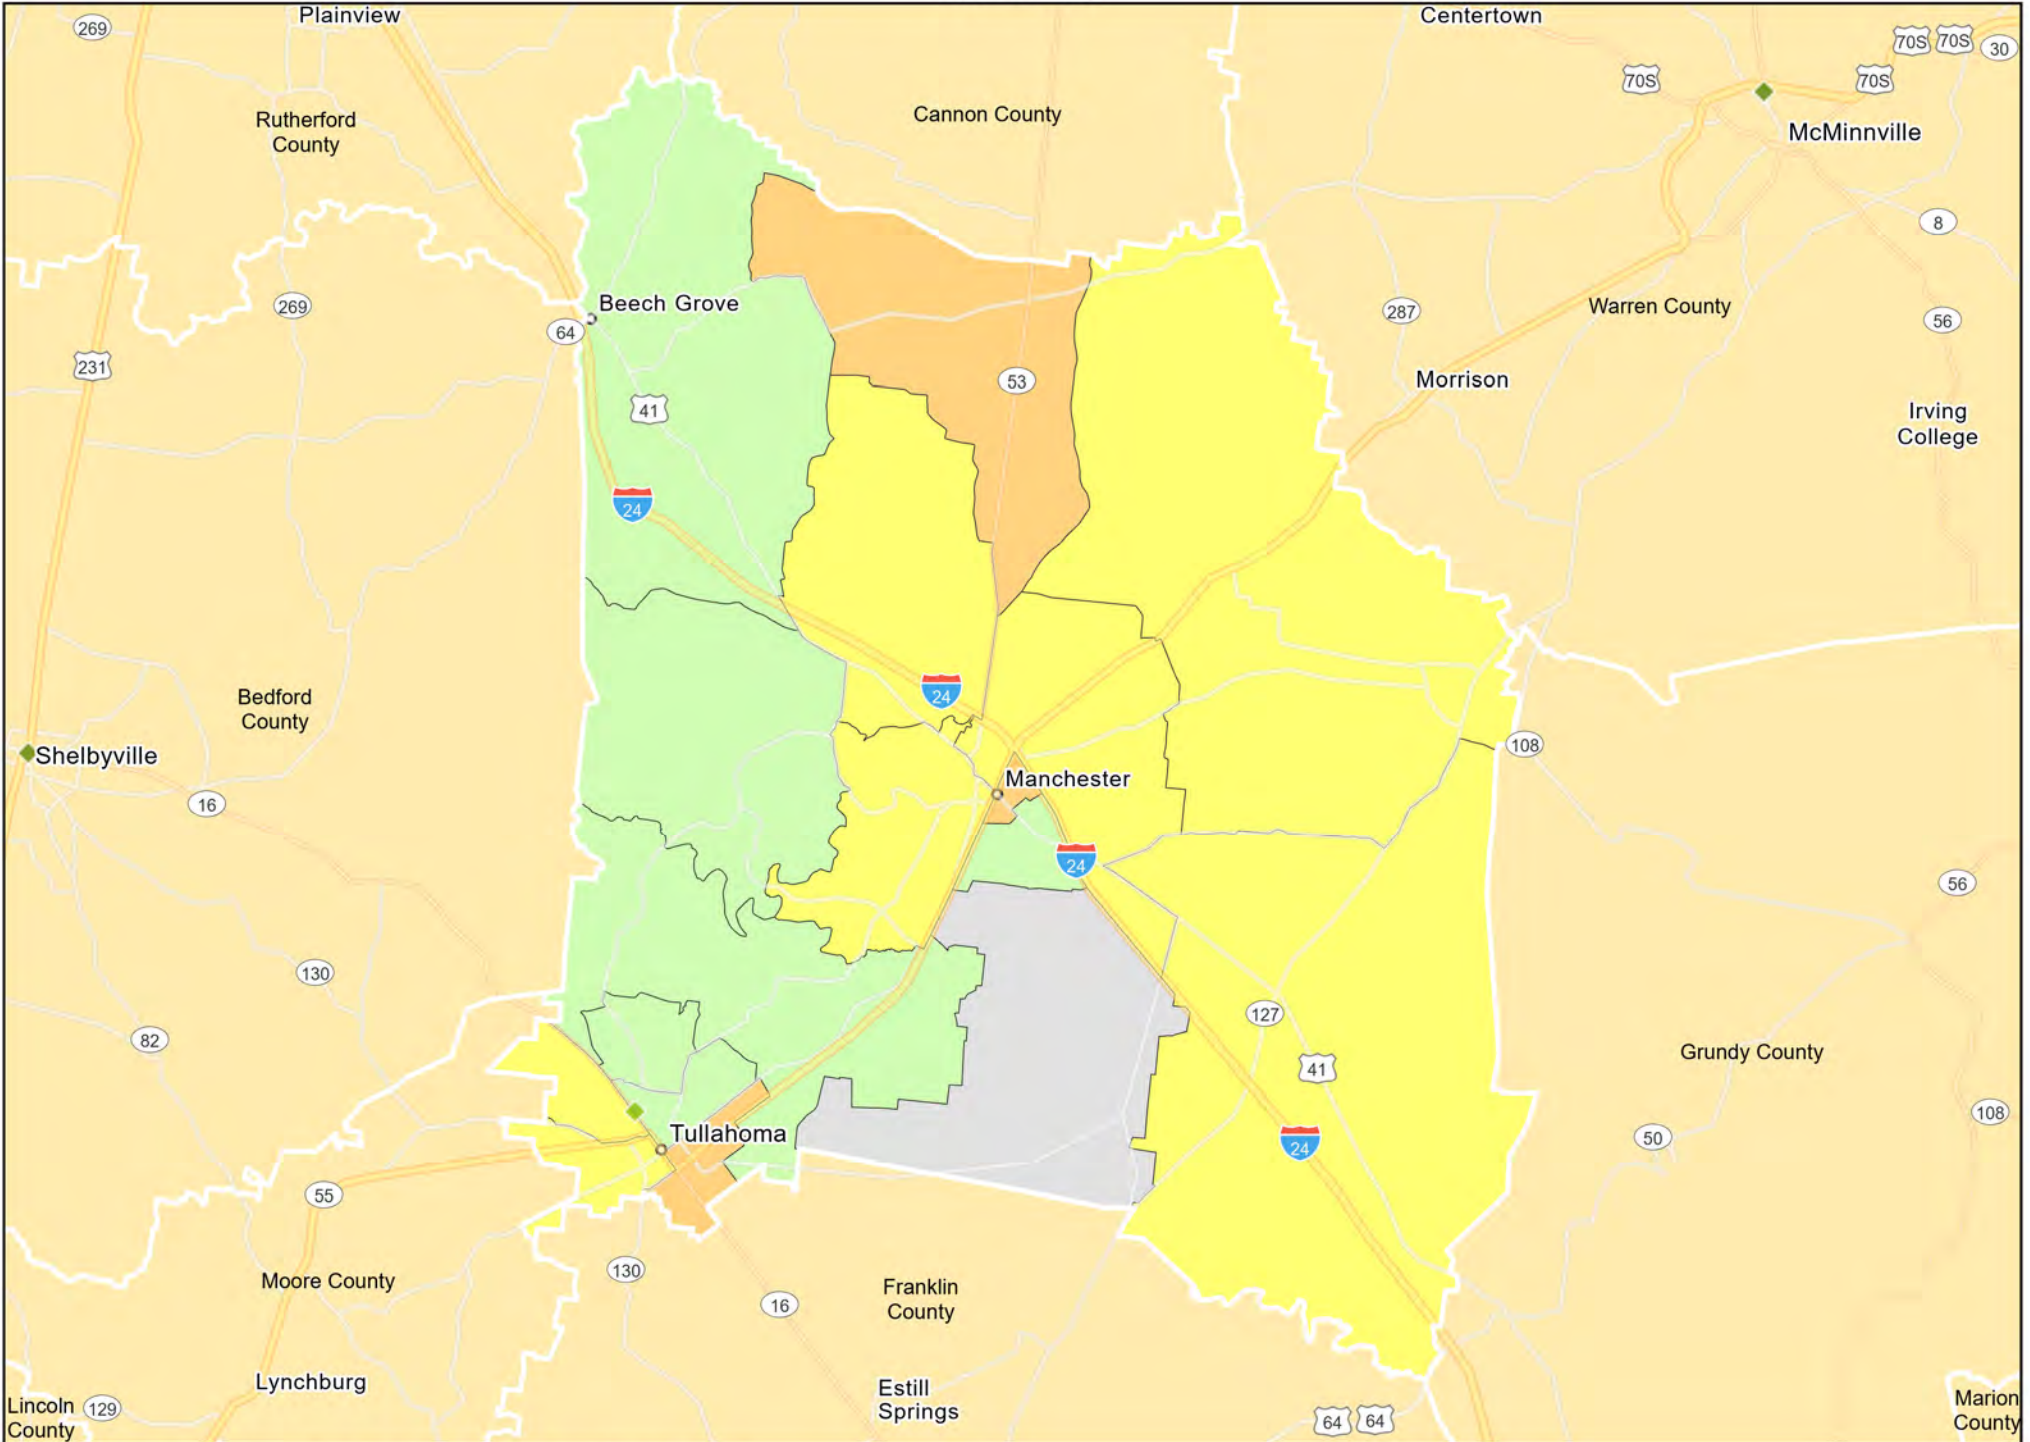 Plainview
Centertown
269
70S
70S
30
70S
70S
Rutherford
County
Cannon County
McMinnville
8
269
Beech Grove
64
287
Warren County
56
231
53
Morrison
41
Irving
College
24
24
Bedford
County
108
Shelbyville
Manchester
16
24
56
130
127
82
41
Grundy County
108
Tullahoma
24
50
55
130
Moore County
Franklin
County
16
Lynchburg
Estill
Springs
Lincoln
County
129
64
64
Marion
County